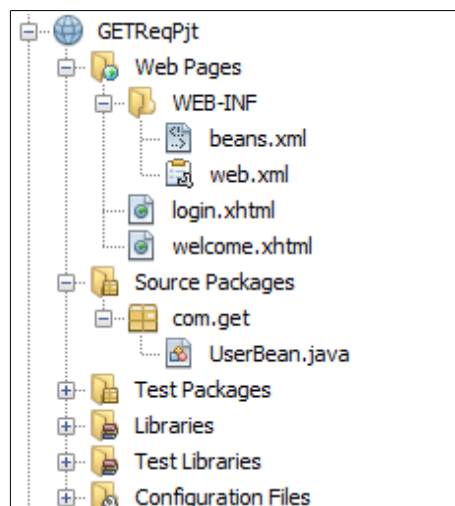 GETReqPjt
Web Pages
WEB-INF
beans.xml
web.xml
login.xhtml
welcome.xhtml
Source Packages
com.get
UserBean.java
Test Packages
Libraries
Test Libraries
Configuration Files